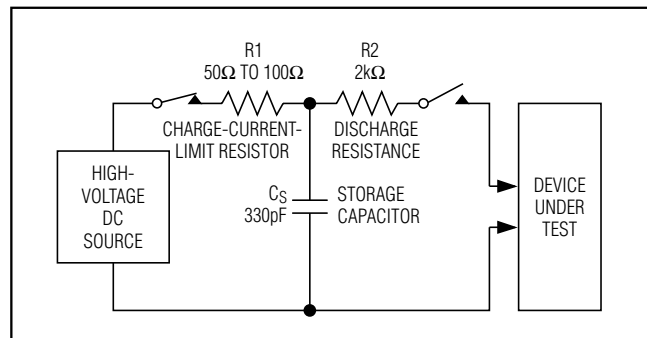 R1
50Ω TO 100Ω
CHARGE-CURRENT-
LIMIT RESISTOR
R2
2kΩ
DISCHARGE
RESISTANCE
HIGH-
VOLTAGE
DC
SOURCE
CS
330pF
STORAGE
CAPACITOR
DEVICE
UNDER
TEST